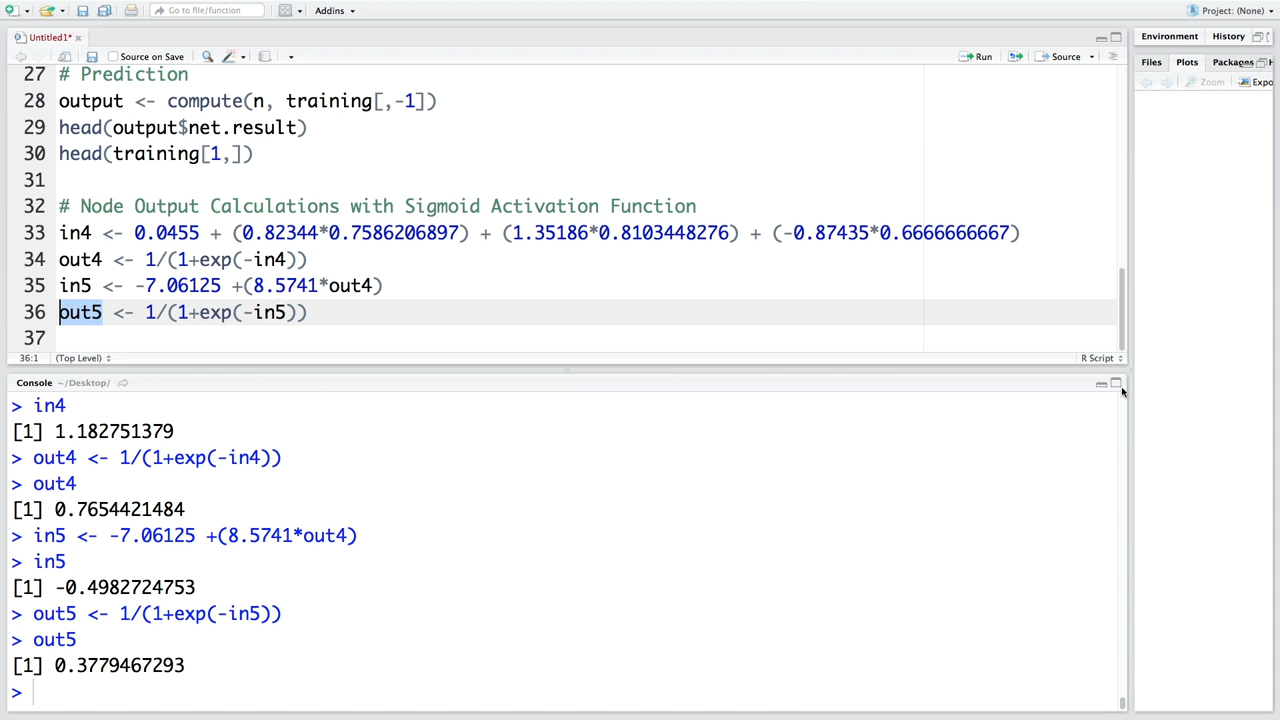 Go to file/function
Addins
Project: (None)
Untitled1*
Source on Save
Run
Source
27 # Prediction
28 output <- compute(n, training[,-1])
29 head(output$net.result)
30 head(training[1,])
31
32 # Node Output Calculations with Sigmoid Activation Function
33 in4 <- 0.0455 + (0.82344*0.7586206897) + (1.35186*0.8103448276) + (-0.87435*0.6666666667)
34 out4 <- 1/(1+exp(-in4))
35 in5 <- -7.06125 +(8.5741*out4)
36 out5 <- 1/(1+exp(-in5))
37
36:1 (Top Level) R Script
Console ~/Desktop/
> in4
[1] 1.182751379
> out4 <- 1/(1+exp(-in4))
> out4
[1] 0.7654421484
> in5 <- -7.06125 +(8.5741*out4)
> in5
[1] -0.4982724753
> out5 <- 1/(1+exp(-in5))
> out5
[1] 0.3779467293
>
Environment History
Files Plots Packages
Zoom Expo